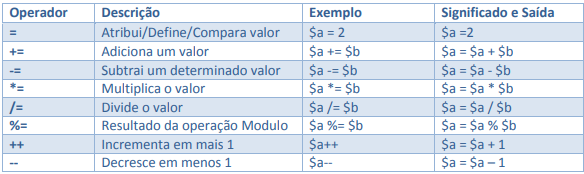 Operador Descrição Exemplo Significado e Saída
= Atribui/Define/Compara valor $a = 2 $a =2
+= Adiciona um valor $a += $b $a = $a + $b
-= Subtrai um determinado valor $a -= $b $a = $a - $b
*= Multiplica o valor $a *= $b $a = $a * $b
/= Divide o valor $a /= $b $a = $a / $b
%= Resultado da operação Modulo $a %= $b $a = $a % $b
++ Incrementa em mais 1 $a++ $a = $a + 1
-- Decresce em menos 1 $a-- $a = $a – 1